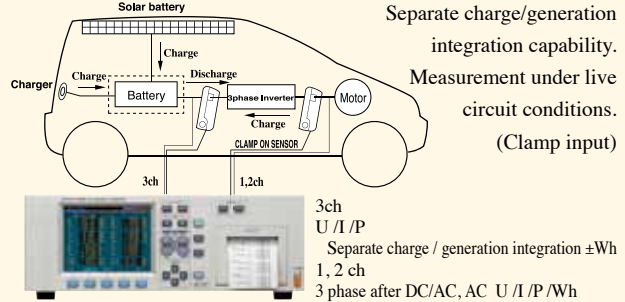 Solar battery
Separate charge/generation
integration capability.
Measurement under live
circuit conditions.
(Clamp input)
Charge
Charger
Charge
Discharge
Battery
3phase Inverter
Motor
Charge
CLAMP ON SENSOR
3ch
1,2ch
3ch
U /I /P
Separate charge / generation integration ±Wh
1, 2 ch
3 phase after DC/AC, AC U /I /P /Wh